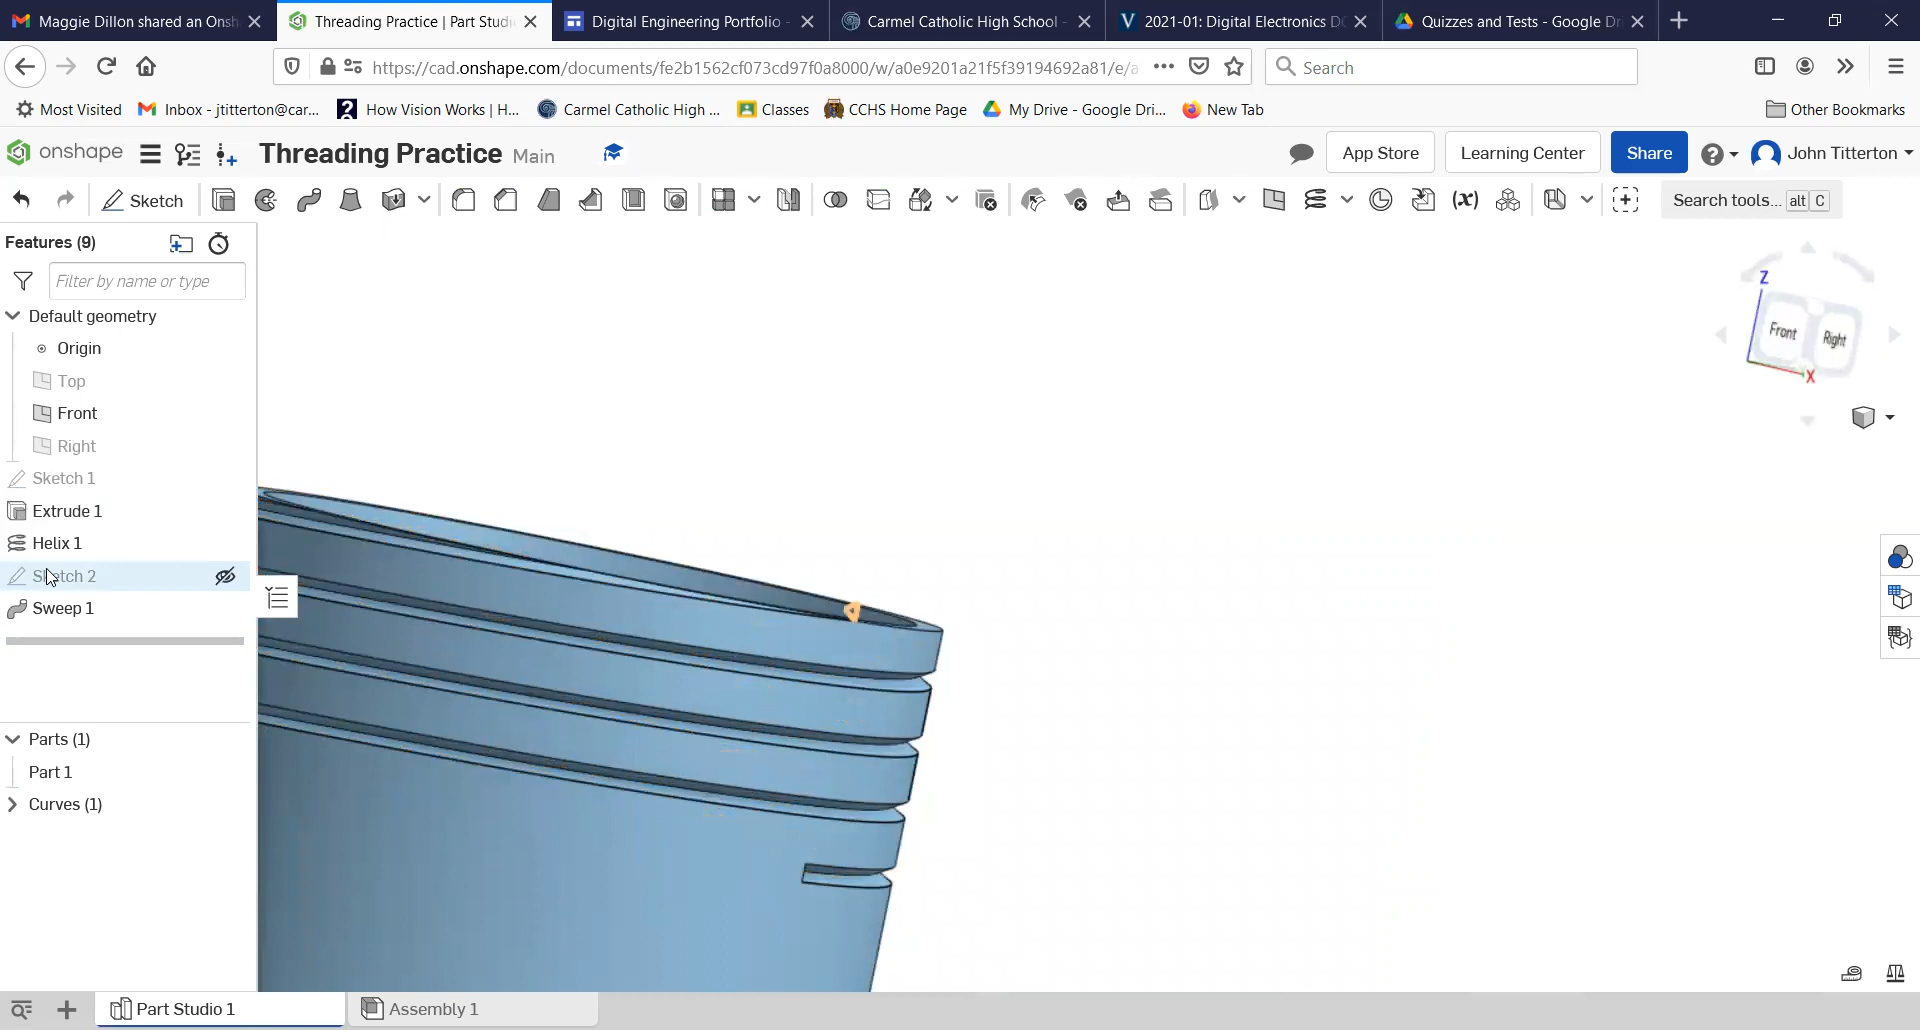 Maggie Dillon shared an Onsh
Threading Practice | Part Studi
Digital Engineering Portfolio -
Carmel Catholic High School -
2021-01: Digital Electronics D
Quizzes and Tests - Google Dri
https://cad.onshape.com/documents/fe2b1562cf073cd97f0a8000/w/a0e9201a21f5f39194692a81/e/a
Search
Most Visited
Inbox - jtitterton@car...
How Vision Works | H...
Carmel Catholic High ...
Classes
CCHS Home Page
My Drive - Google Dri...
New Tab
Other Bookmarks
onshape
Threading Practice Main
App Store
Learning Center
Share
John Titterton
Sketch
Search tools... alt C
Features (9)
Filter by name or type
Default geometry
Origin
Top
Front
Right
Sketch 1
Extrude 1
Helix 1
Sketch 2
Sweep 1
Parts (1)
Part 1
Curves (1)
Z
Front
Right
X
Part Studio 1
Assembly 1